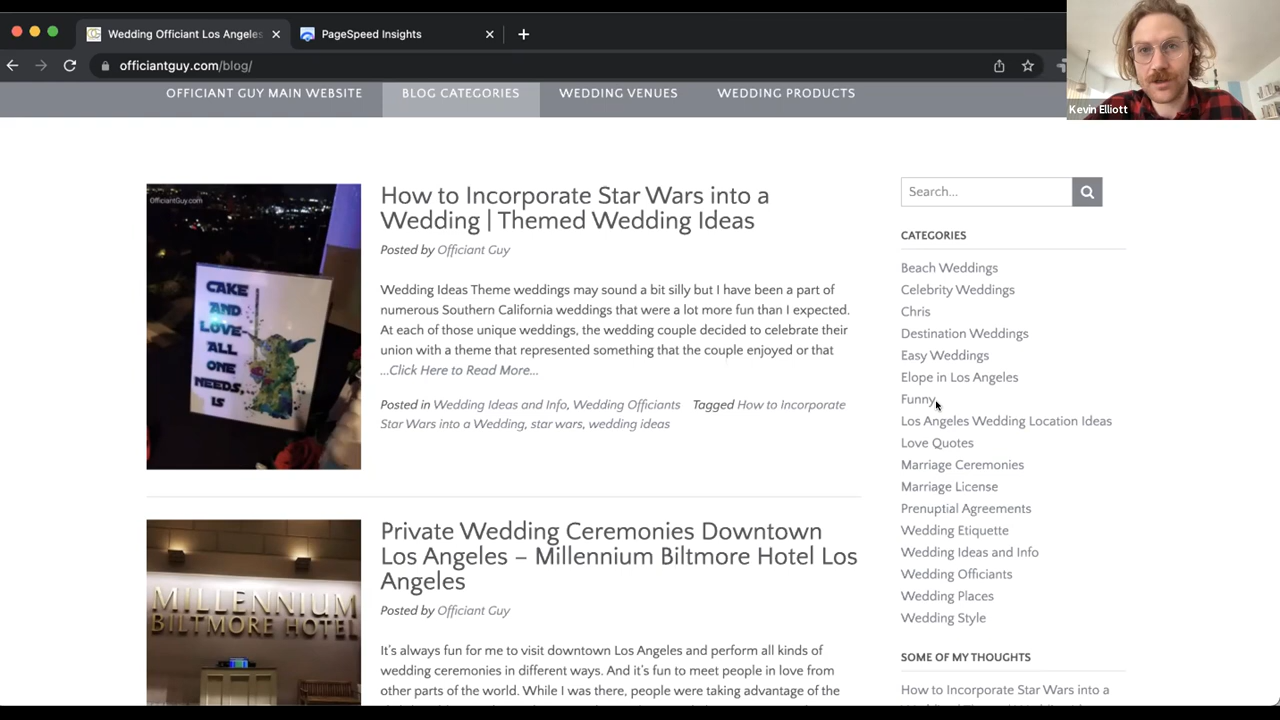 Wedding Officiant Los Angeles
PageSpeed Insights
officiantguy.com/blog/
Kevin Elliott
OFFICIANT GUY MAIN WEBSITE
BLOG CATEGORIES
WEDDING VENUES
WEDDING PRODUCTS
OfficiantGuy.com
CAKE
AND
LOVE
ALL
ONE
NEEDS,
IS
How to Incorporate Star Wars into a
Wedding | Themed Wedding Ideas
Posted by Officiant Guy
Wedding Ideas Theme weddings may sound a bit silly but I have been a part of
numerous Southern California weddings that were a lot more fun than I expected.
At each of those unique weddings, the wedding couple decided to celebrate their
union with a theme that represented something that the couple enjoyed or that
...Click Here to Read More...
Posted in Wedding Ideas and Info, Wedding Officiants Tagged How to Incorporate
Star Wars into a Wedding, star wars, wedding ideas
MILLENNIUM
BILTMORE HOTEL
Private Wedding Ceremonies Downtown
Los Angeles – Millennium Biltmore Hotel Los
Angeles
Posted by Officiant Guy
It's always fun for me to visit downtown Los Angeles and perform all kinds of
wedding ceremonies in different ways. And it's fun to meet people in love from
other parts of the world. While I was there, people were taking advantage of the
Search...
CATEGORIES
Beach Weddings
Celebrity Weddings
Chris
Destination Weddings
Easy Weddings
Elope in Los Angeles
Funny
Los Angeles Wedding Location Ideas
Love Quotes
Marriage Ceremonies
Marriage License
Prenuptial Agreements
Wedding Etiquette
Wedding Ideas and Info
Wedding Officiants
Wedding Places
Wedding Style
SOME OF MY THOUGHTS
How to Incorporate Star Wars into a